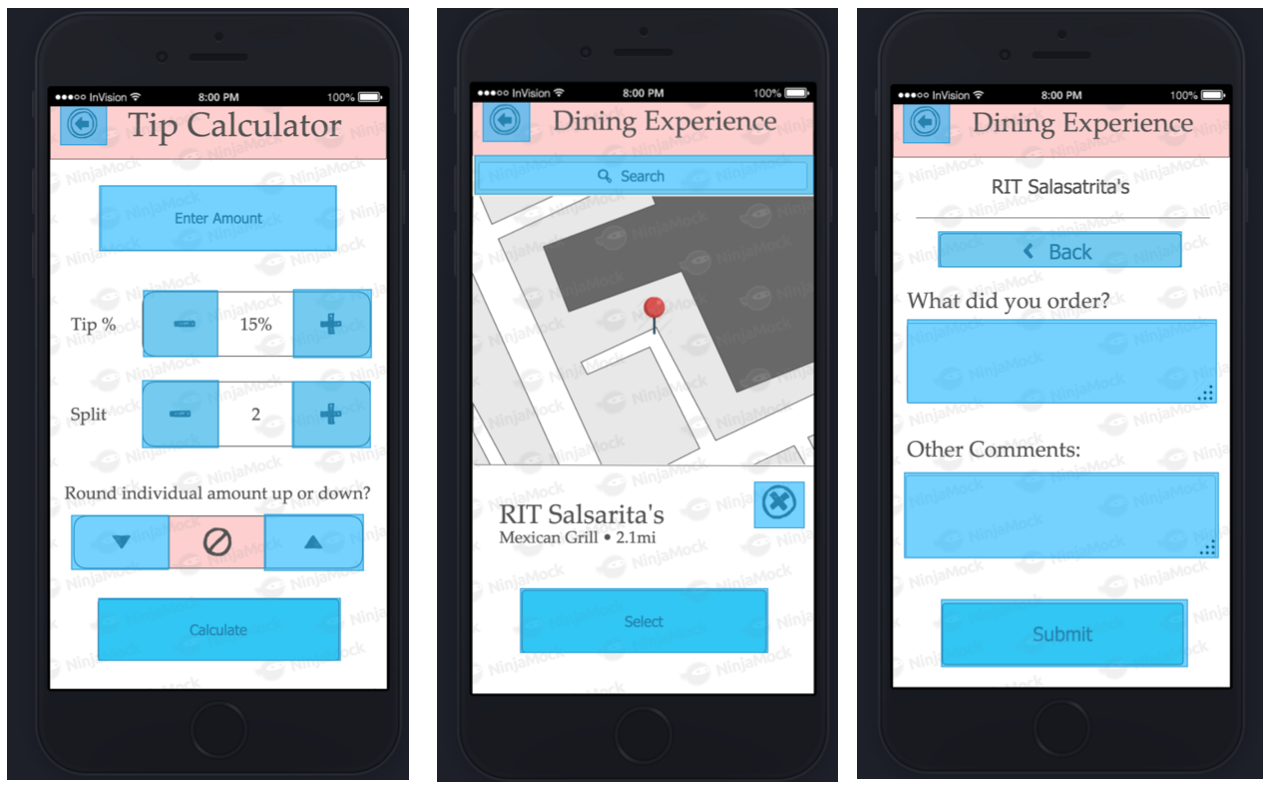 ●●●●○ InVision 8:00 PM 100%
Tip Calculator
Enter Amount
Tip % 15%
Split 2
Round individual amount up or down?
Calculate
●●●●○ InVision 8:00 PM 100%
Dining Experience
Search
RIT Salsarita's
Mexican Grill • 2.1mi
Select
●●●●○ InVision 8:00 PM 100%
Dining Experience
RIT Salasatrita's
Back
What did you order?
Other Comments:
Submit
NinjaMock